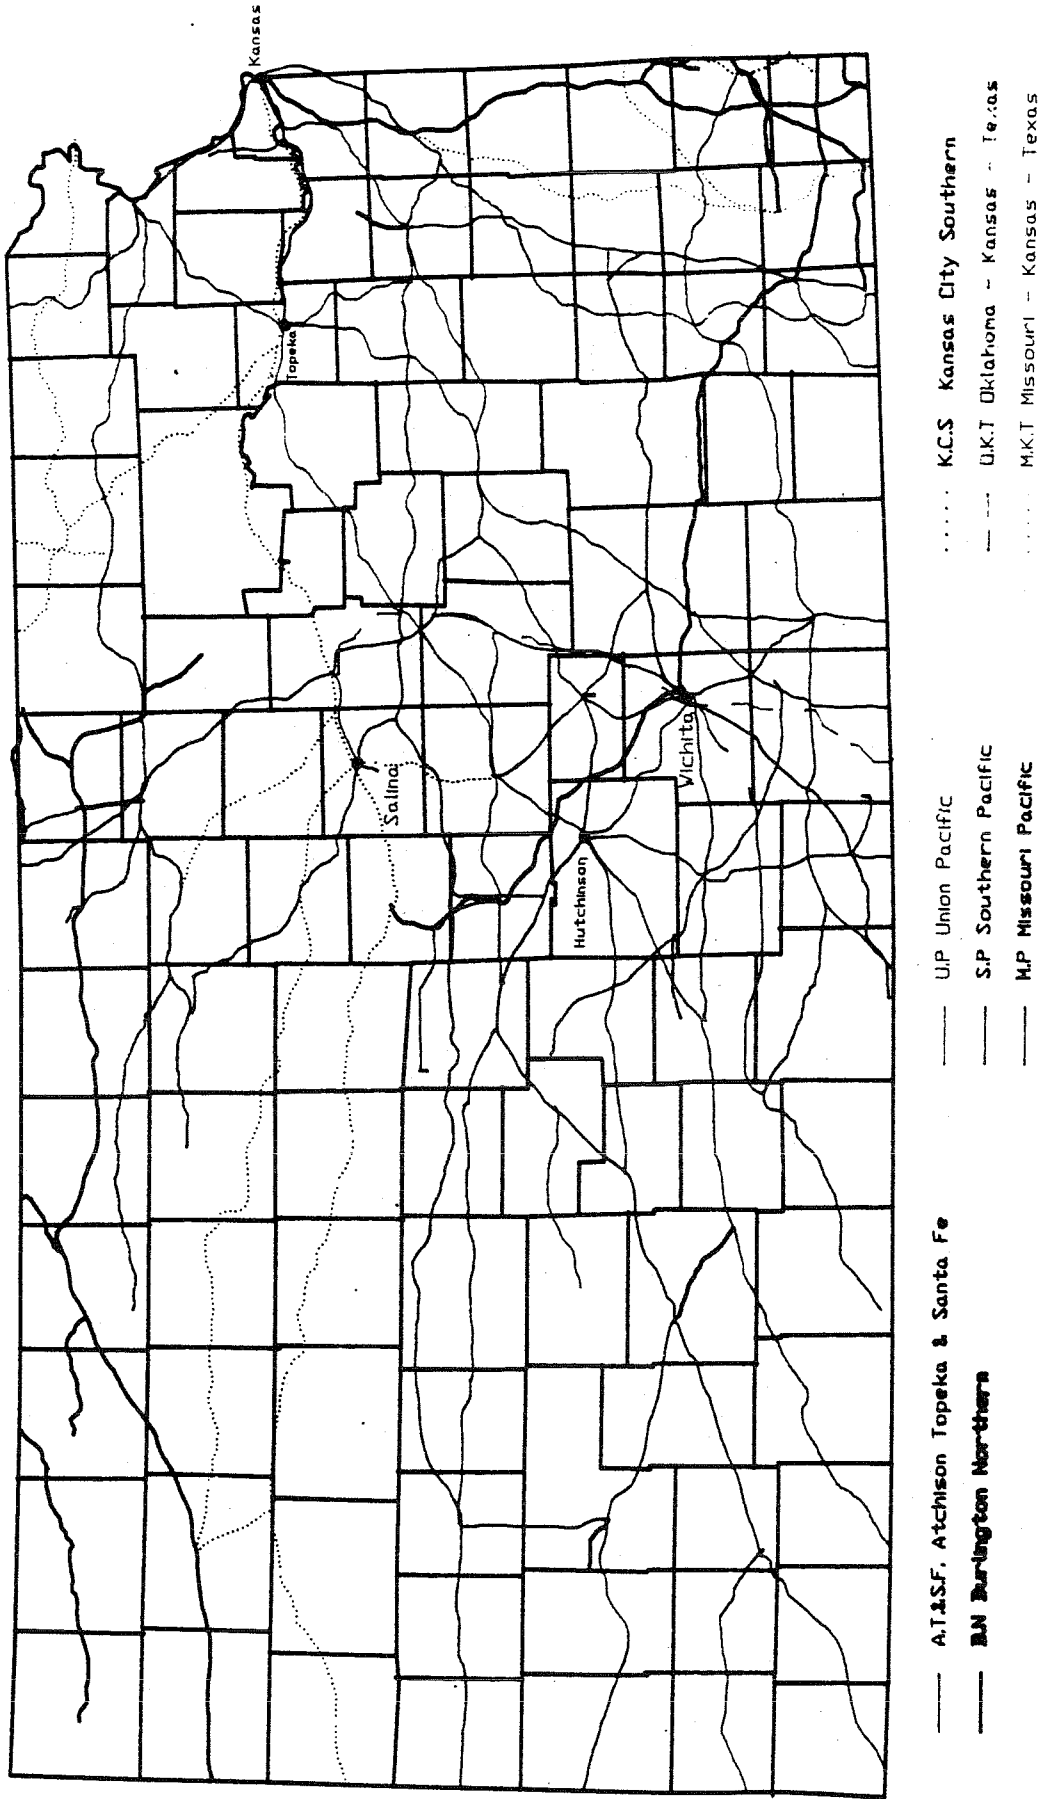 Kansas
Topeka
Salina
Wichita
Hutchinson
A.T.&S.F. Atchison Topeka & Santa Fe
B.N Burlington Northern
U.P Union Pacific
S.P Southern Pacific
M.P Missouri Pacific
K.C.S Kansas City Southern
O.K.T Oklahoma - Kansas - Texas
M.K.T Missouri - Kansas - Texas